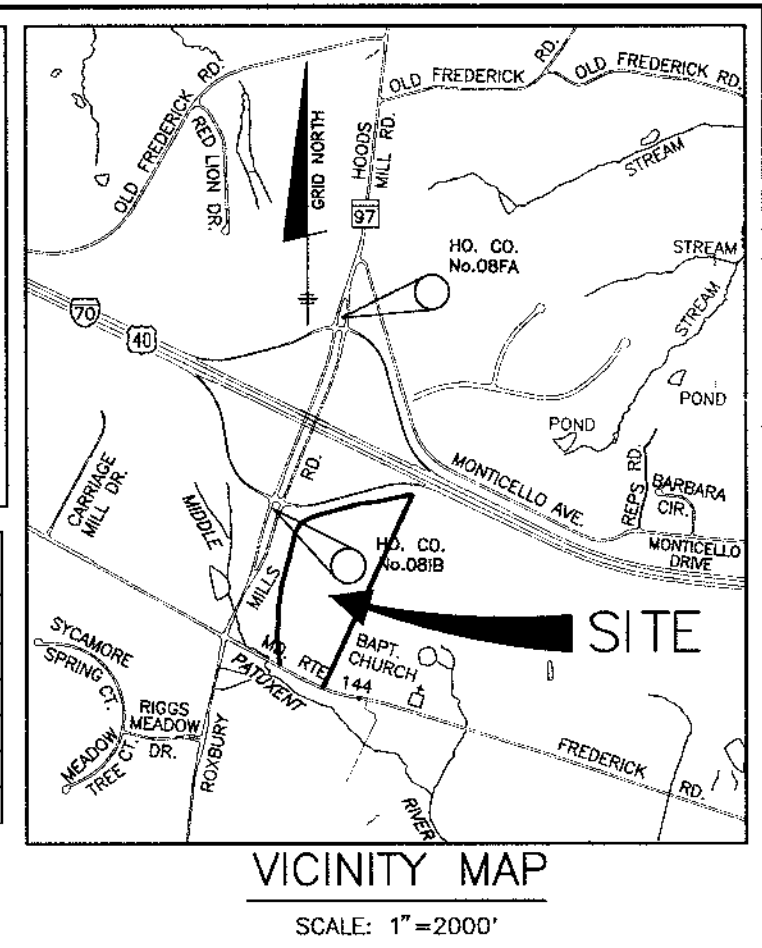 OLD FREDERICK RD.
OLD FREDERICK RD.
OLD FREDERICK RD.
RED LION DR.
GRID NORTH
HOODS MILL RD.
97
STREAM
HO. CO.
No.08FA
STREAM
STREAM
70
40
POND
POND
CARRIAGE MILL DR.
MIDDLE
RD.
MONTICELLO AVE.
REPS RD.
BARBARA
CIR.
MONTICELLO
DRIVE
HO. CO.
No.08IB
MILLS
SITE
SYCAMORE
SPRING CT.
MD. RTE
144
BAPT.
CHURCH
PATUXENT
RIGGS
MEADOW
DR.
MEADOW
TREE CT.
ROXBURY
FREDERICK RD.
RIVER
VICINITY MAP
SCALE: 1"=2000'